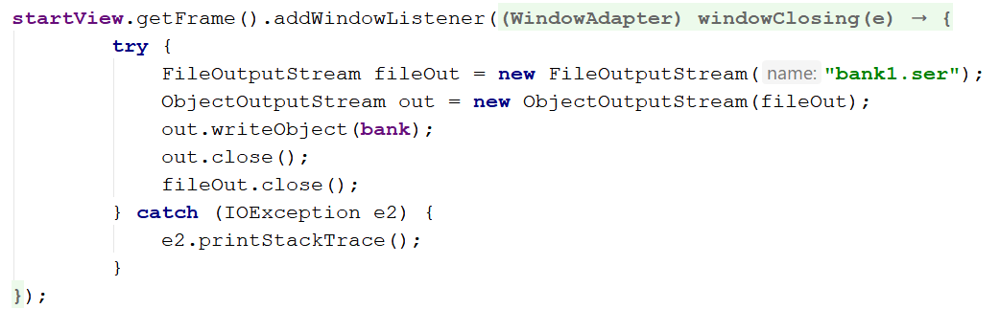 startView.getFrame().addWindowListener((WindowAdapter) windowClosing(e) → {
try {
FileOutputStream fileOut = new FileOutputStream( name: "bank1.ser");
ObjectOutputStream out = new ObjectOutputStream(fileOut);
out.writeObject(bank);
out.close();
fileOut.close();
} catch (IOException e2) {
e2.printStackTrace();
}
});